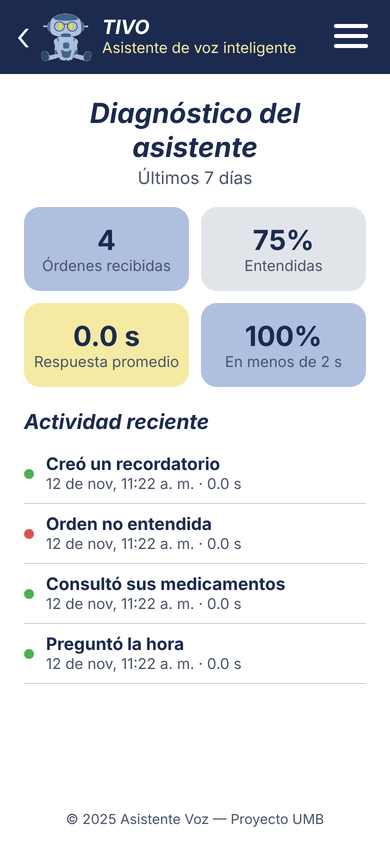 TIVO
Asistente de voz inteligente
Diagnóstico del
asistente
Últimos 7 días
4
Órdenes recibidas
75%
Entendidas
0.0 s
Respuesta promedio
100%
En menos de 2 s
Actividad reciente
Creó un recordatorio
12 de nov, 11:22 a. m. · 0.0 s
Orden no entendida
12 de nov, 11:22 a. m. · 0.0 s
Consultó sus medicamentos
12 de nov, 11:22 a. m. · 0.0 s
Preguntó la hora
12 de nov, 11:22 a. m. · 0.0 s
© 2025 Asistente Voz — Proyecto UMB